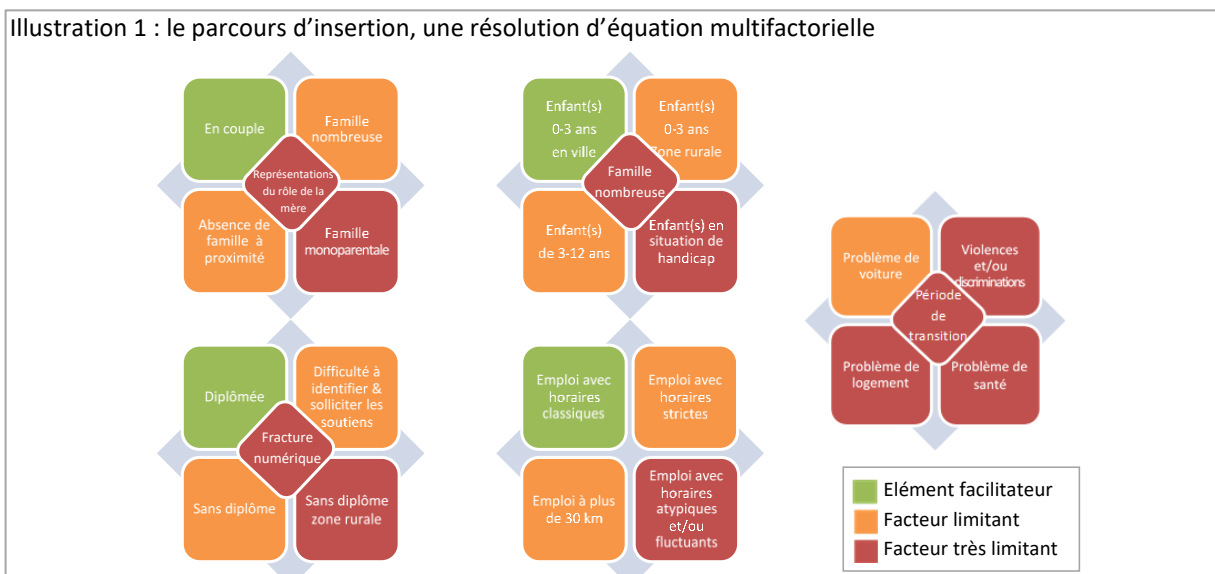 Illustration 1 : le parcours d’insertion, une résolution d’équation multifactorielle
En couple
Famille
nombreuse
Représentations
du rôle de la
mère
Absence de
famille à
proximité
Famille
monoparentale
Enfant(s)
0-3 ans
en ville
Enfant(s)
0-3 ans
Zone rurale
Famille
nombreuse
Enfant(s)
de 3-12 ans
Enfant(s) en
situation de
handicap
Problème de
voiture
Violences
et/ou
discriminations
Période
de
transition
Problème de
logement
Problème de
santé
Diplômée
Difficulté à
identifier &
solliciter les
soutiens
Fracture
numérique
Sans diplôme
Sans diplôme
zone rurale
Emploi avec
horaires
classiques
Emploi avec
horaires
strictes
Emploi à plus
de 30 km
Emploi avec
horaires
atypiques
et/ou
fluctuants
Elément facilitateur
Facteur limitant
Facteur très limitant